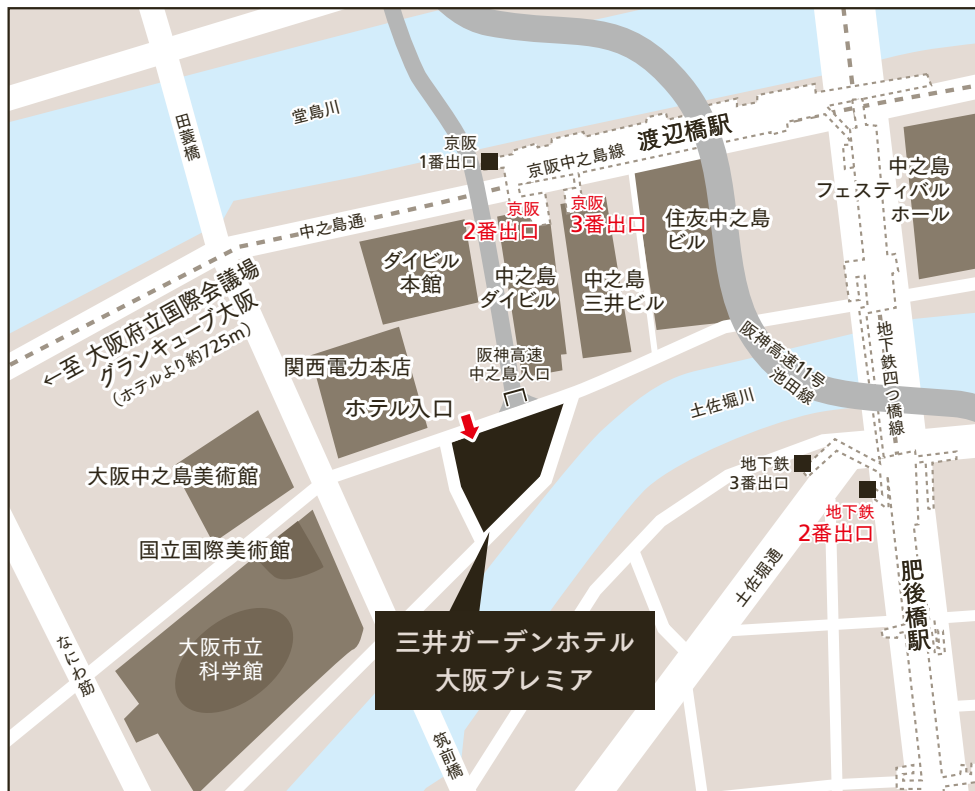 堂島川
田蓑橋
京阪
1番出口
京阪中之島線
渡辺橋駅
中之島通
京阪
2番出口
京阪
3番出口
中之島
フェスティバル
ホール
住友中之島
ビル
ダイビル
本館
中之島
ダイビル
中之島
三井ビル
←至 大阪府立国際会議場
グランキューブ大阪
(ホテルより約725m)
関西電力本店
阪神高速
中之島入口
阪神高速11号
池田線
地下鉄四つ橋線
ホテル入口
土佐堀川
大阪中之島美術館
地下鉄
3番出口
地下鉄
2番出口
国立国際美術館
土佐堀通
肥後橋駅
大阪市立
科学館
三井ガーデンホテル
大阪プレミア
なにわ筋
筑前橋